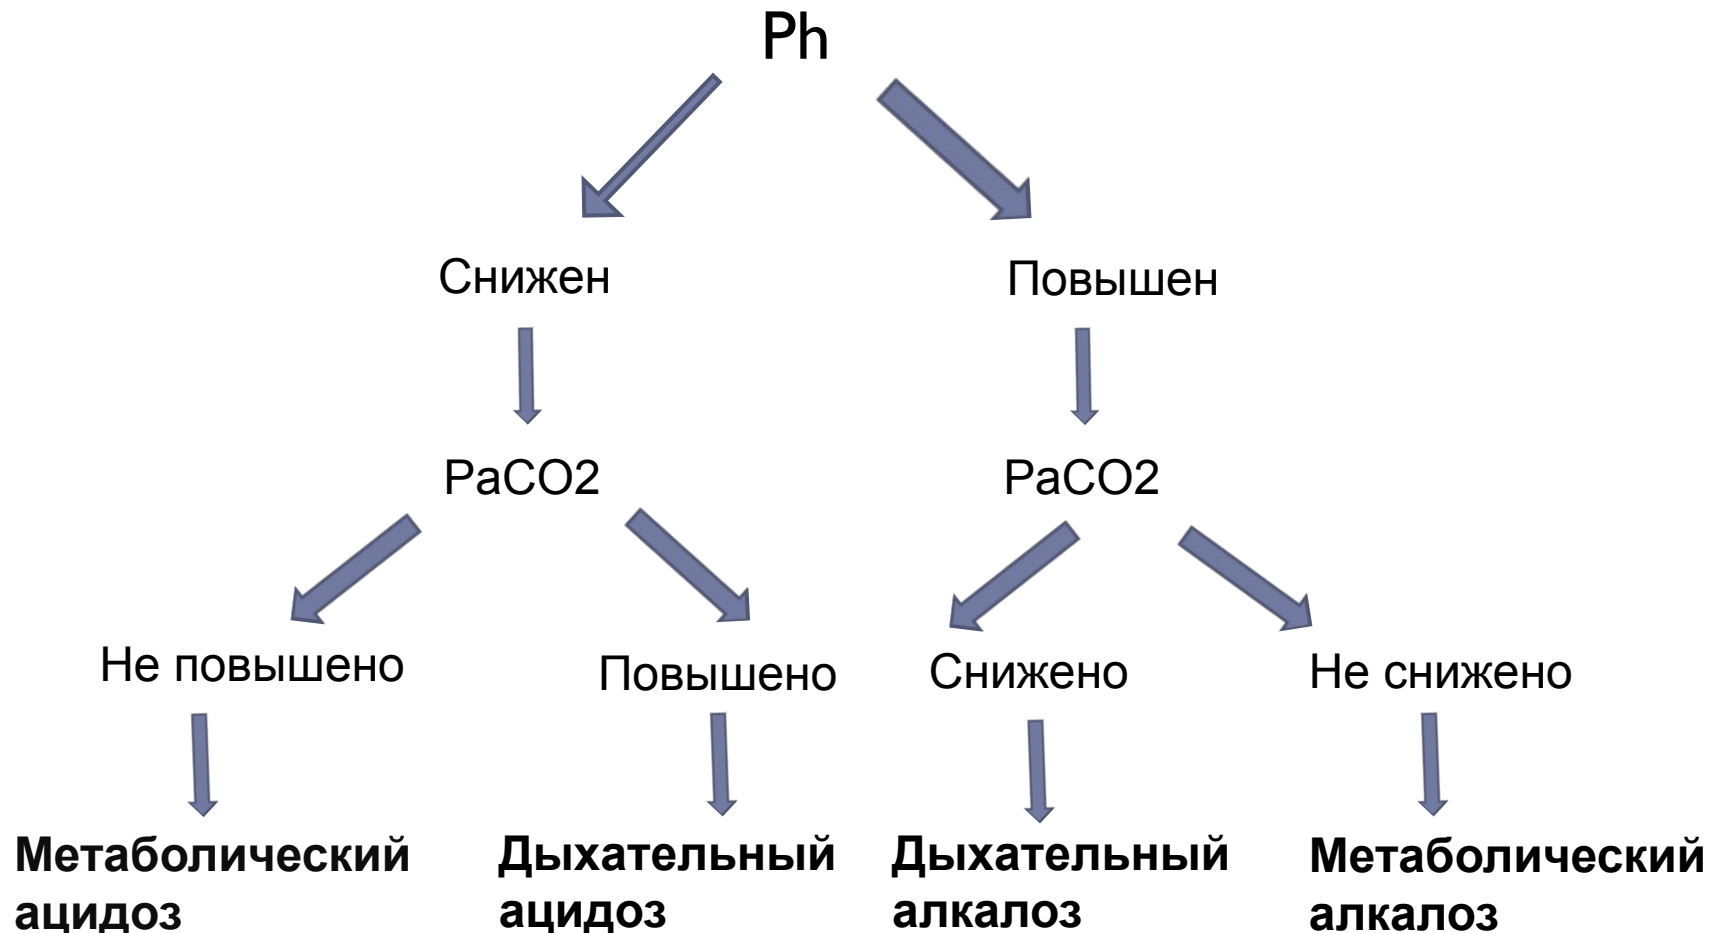 Ph
Снижен
Повышен
PaCO2
PaCO2
Не повышено
Повышено
Снижено
Не снижено
Метаболический
ацидоз
Дыхательный
ацидоз
Дыхательный
алкалоз
Метаболический
алкалоз